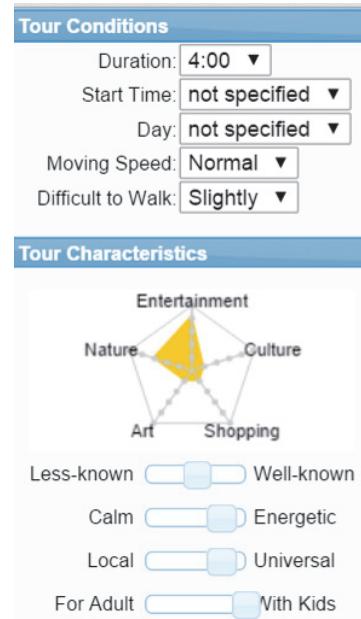 Tour Conditions
Duration: 4:00 ▼
Start Time: not specified ▼
Day: not specified ▼
Moving Speed: Normal ▼
Difficult to Walk: Slightly ▼
Tour Characteristics
Entertainment
Nature Culture
Art Shopping
Less-known Well-known
Calm Energetic
Local Universal
For Adult With Kids